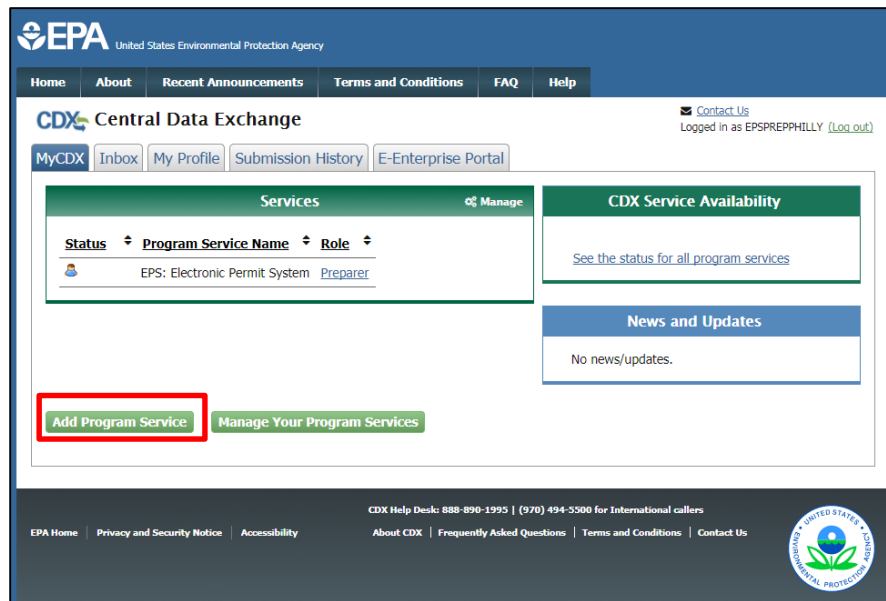 EPA United States Environmental Protection Agency
Home About Recent Announcements Terms and Conditions FAQ Help
CDX Central Data Exchange
Contact Us
Logged in as EPSPREPPHILLY (Log out)
MyCDX Inbox My Profile Submission History E-Enterprise Portal
Services Manage
Status Program Service Name Role
EPS: Electronic Permit System Preparer
CDX Service Availability
See the status for all program services
News and Updates
No news/updates.
Add Program Service Manage Your Program Services
CDX Help Desk: 888-890-1995 | (970) 494-5500 for International callers
EPA Home Privacy and Security Notice Accessibility
About CDX | Frequently Asked Questions | Terms and Conditions | Contact Us
UNITED STATES
ENVIRONMENTAL PROTECTION AGENCY